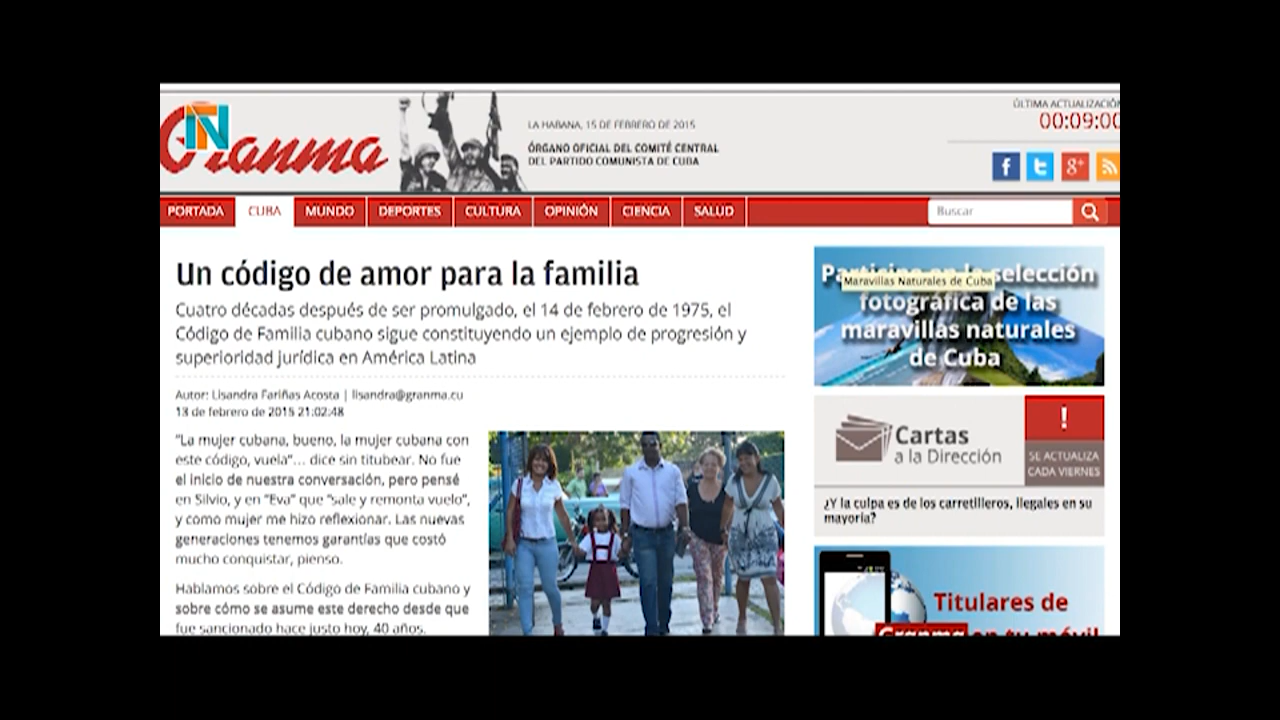 Granma
LA HABANA, 15 DE FEBRERO DE 2015
ÓRGANO OFICIAL DEL COMITÉ CENTRAL
DEL PARTIDO COMUNISTA DE CUBA
ÚLTIMA ACTUALIZACIÓN
00:09:00
PORTADA CUBA MUNDO DEPORTES CULTURA OPINIÓN CIENCIA SALUD
Buscar
Un código de amor para la familia
Cuatro décadas después de ser promulgado, el 14 de febrero de 1975, el
Código de Familia cubano sigue constituyendo un ejemplo de progresión y
superioridad jurídica en América Latina
Autor: Lisandra Fariñas Acosta | lisandra@granma.cu
13 de febrero de 2015 21:02:48
"La mujer cubana, bueno, la mujer cubana con
este código, vuela"... dice sin titubear. No fue
el inicio de nuestra conversación, pero pensé
en Silvio, y en "Eva" que "sale y remonta vuelo",
y como mujer me hizo reflexionar. Las nuevas
generaciones tenemos garantías que costó
mucho conquistar, pienso.
Hablamos sobre el Código de Familia cubano y
sobre cómo se asume este derecho desde que
fue sancionado hace justo hoy, 40 años.
selección
Maravillas Naturales de Cuba
fotográfica de las
maravillas naturales
de Cuba
Cartas
a la Dirección
!
SE ACTUALIZA
CADA VIERNES
¿Y la culpa es de los carretilleros, ilegales en su
mayoría?
Titulares de
Granma en tu móvil